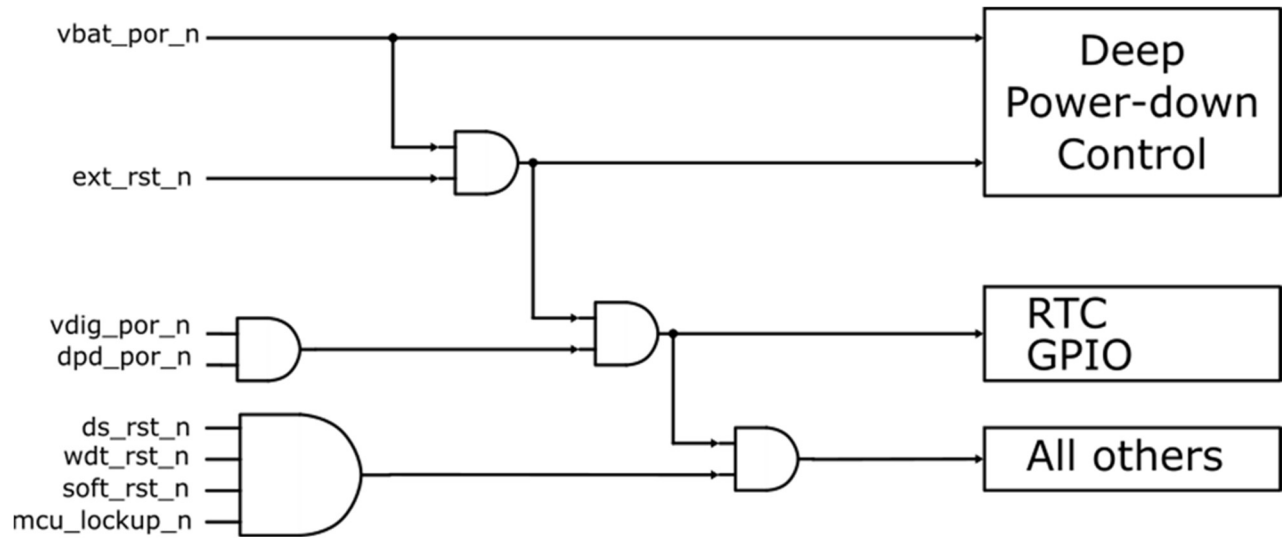 vbat_por_n
Deep
Power-down
Control
ext_rst_n
vdig_por_n
dpd_por_n
RTC
GPIO
ds_rst_n
wdt_rst_n
soft_rst_n
mcu_lockup_n
All others